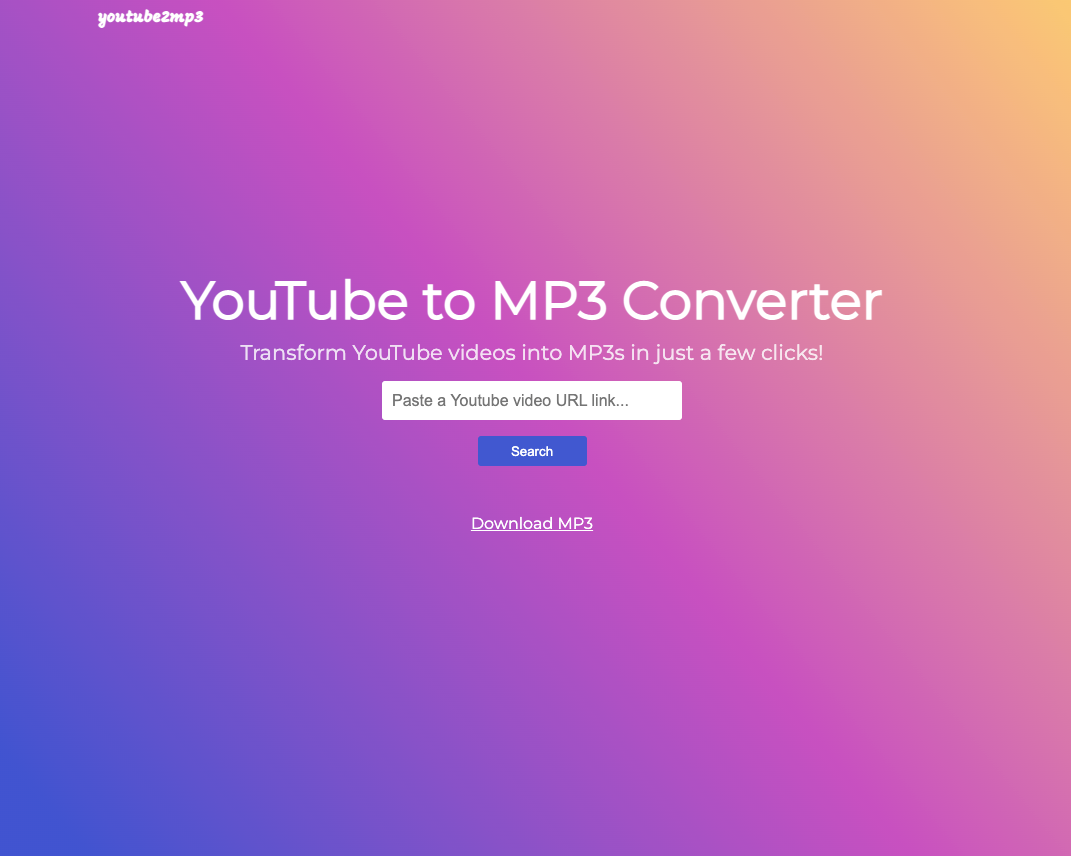 youtube2mp3
YouTube to MP3 Converter
Transform YouTube videos into MP3s in just a few clicks!
Paste a Youtube video URL link...
Search
Download MP3